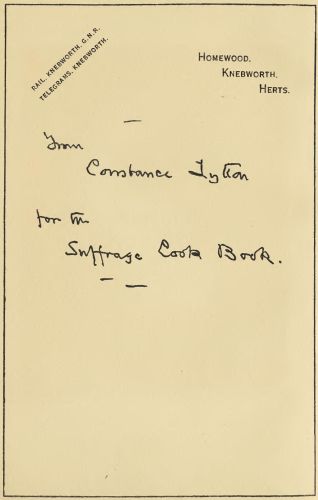 RAIL. KNEBWORTH, G.N.R.
TELEGRAMS, KNEBWORTH.
HOMEWOOD.
KNEBWORTH.
HERTS.
From
Constance Lytton
for the
Suffrage Cook Book.